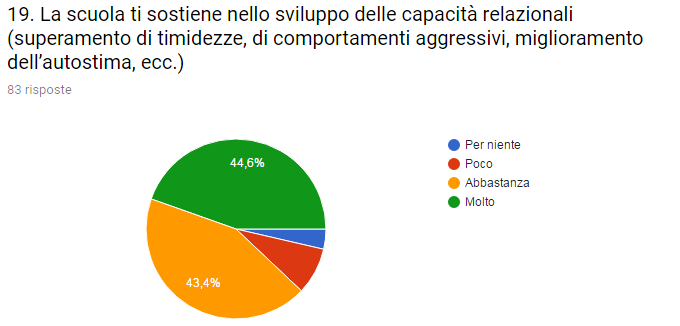 19. La scuola ti sostiene nello sviluppo delle capacità relazionali
(superamento di timidezze, di comportamenti aggressivi, miglioramento
dell'autostima, ecc.)
83 risposte
44,6%
43,4%
Per niente
Poco
Abbastanza
Molto